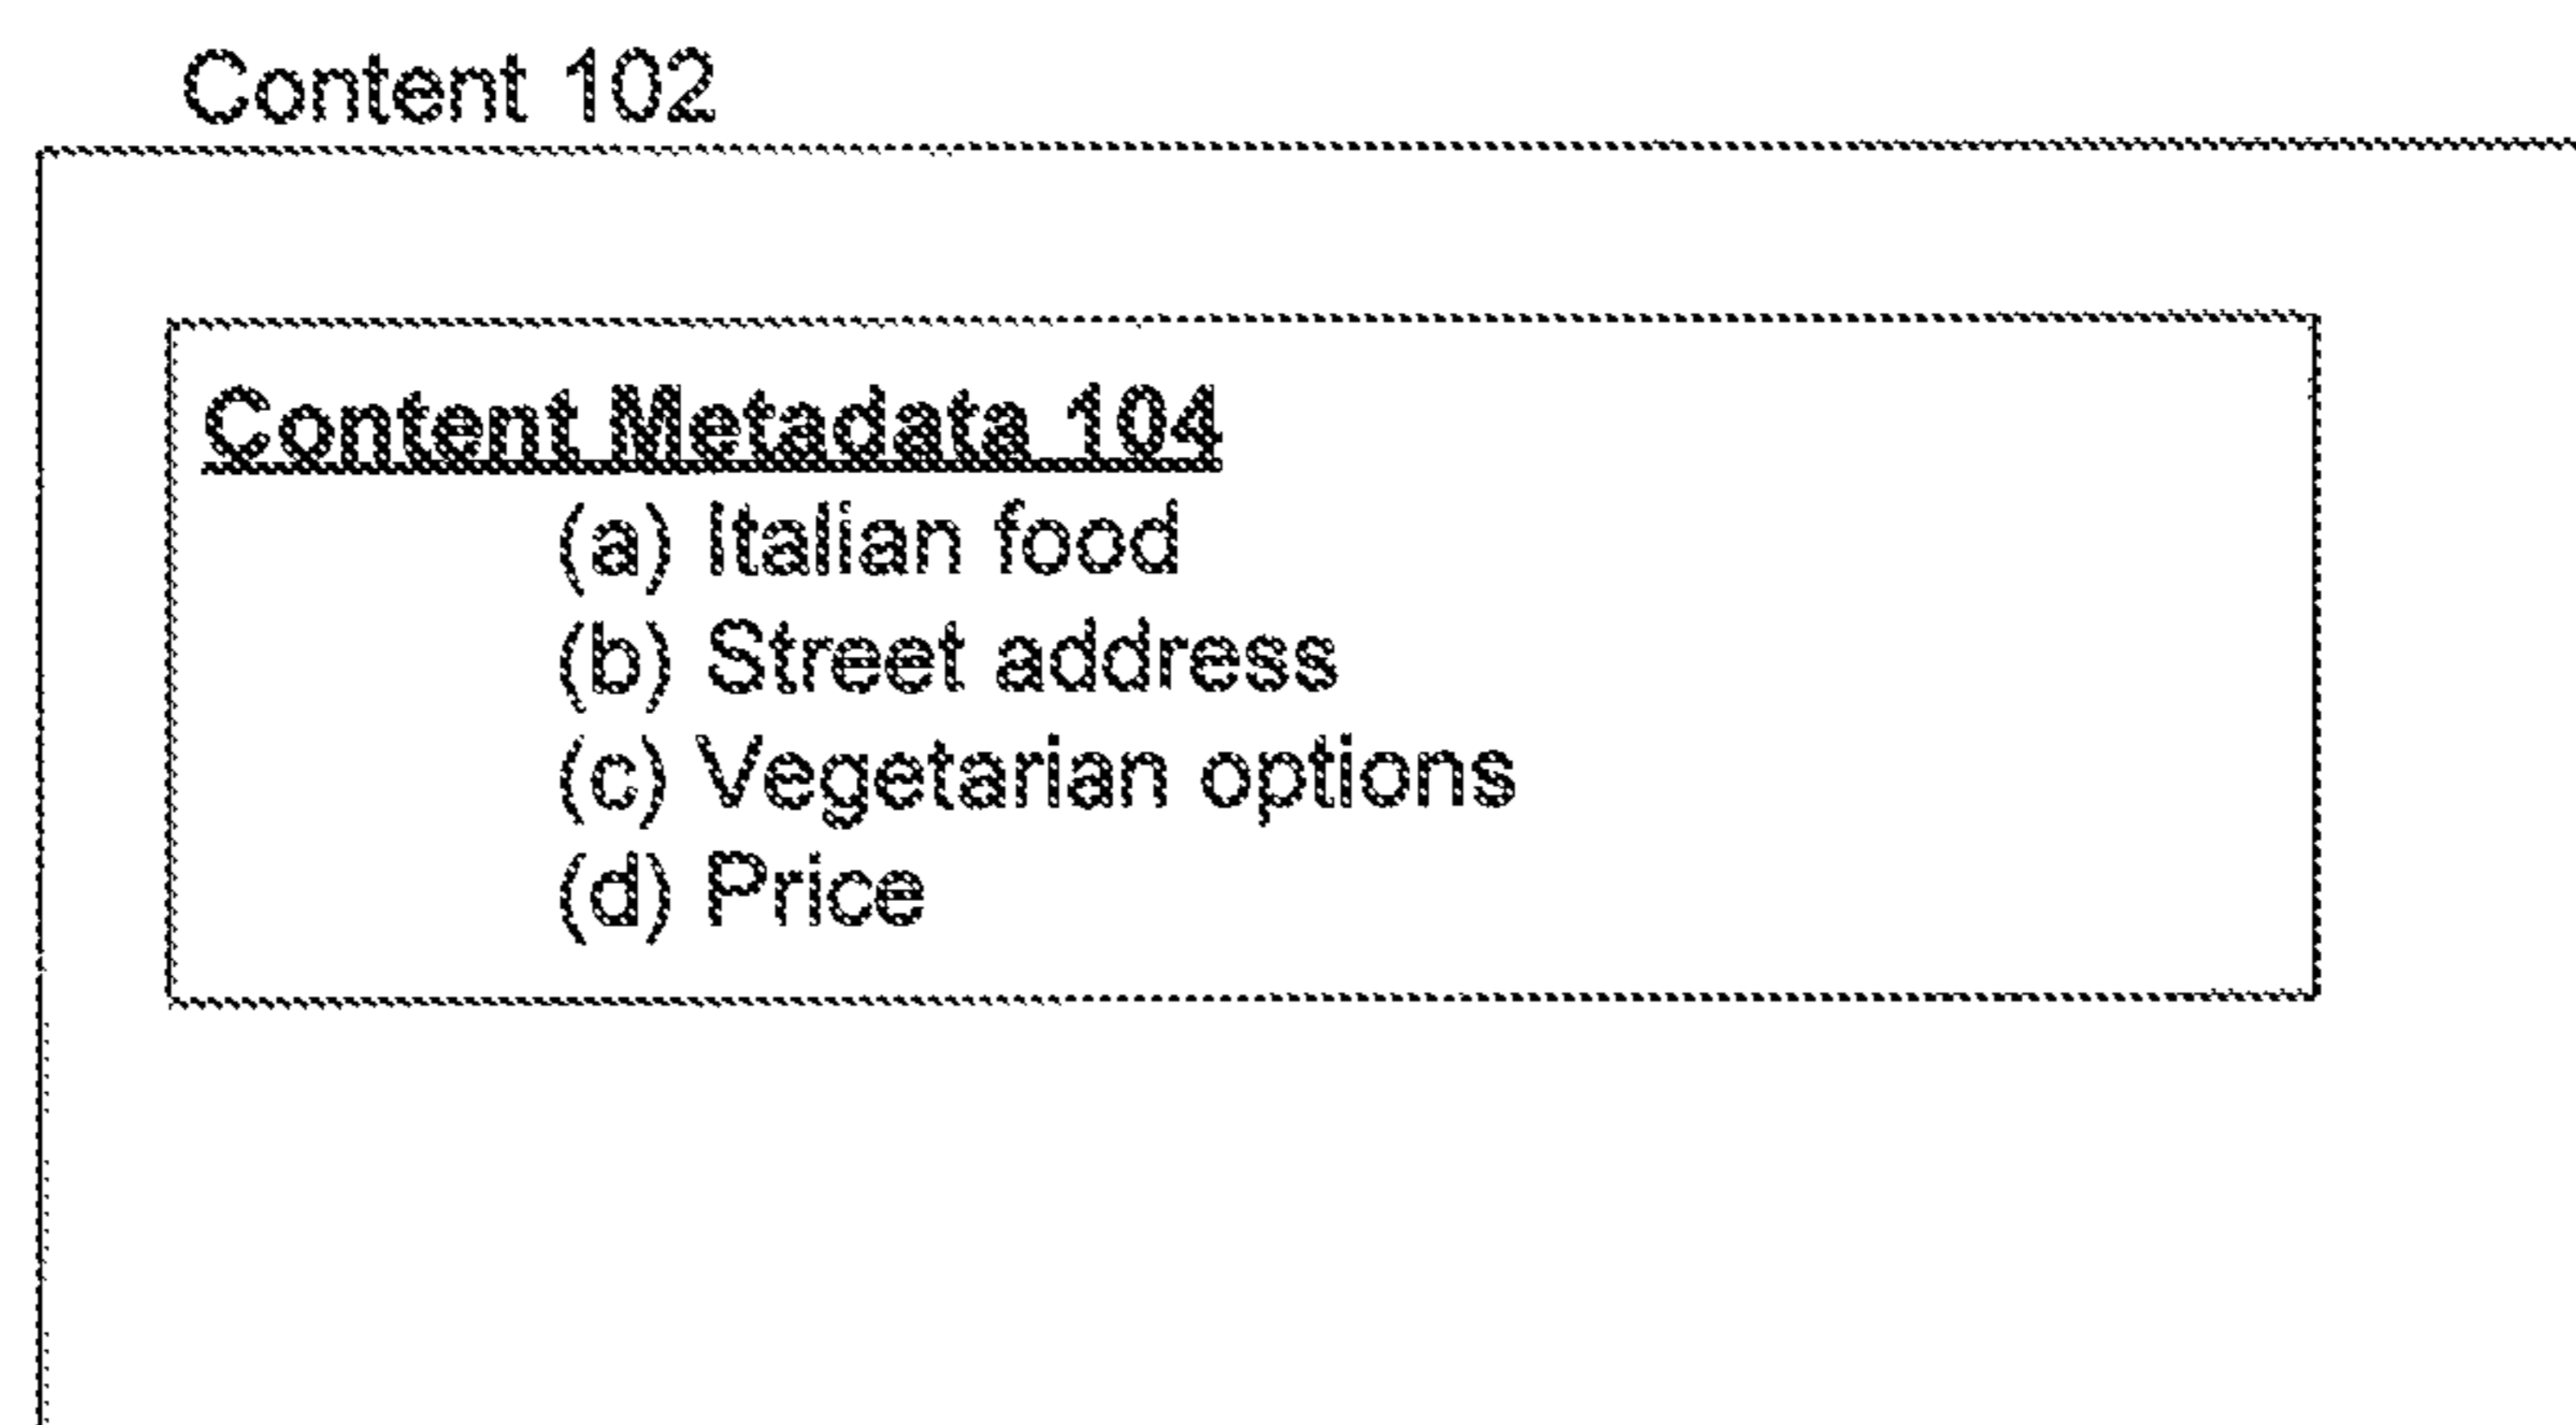 Content 102
Content Metadata 104
(a) Italian food
(b) Street address
(c) Vegetarian options
(d) Price